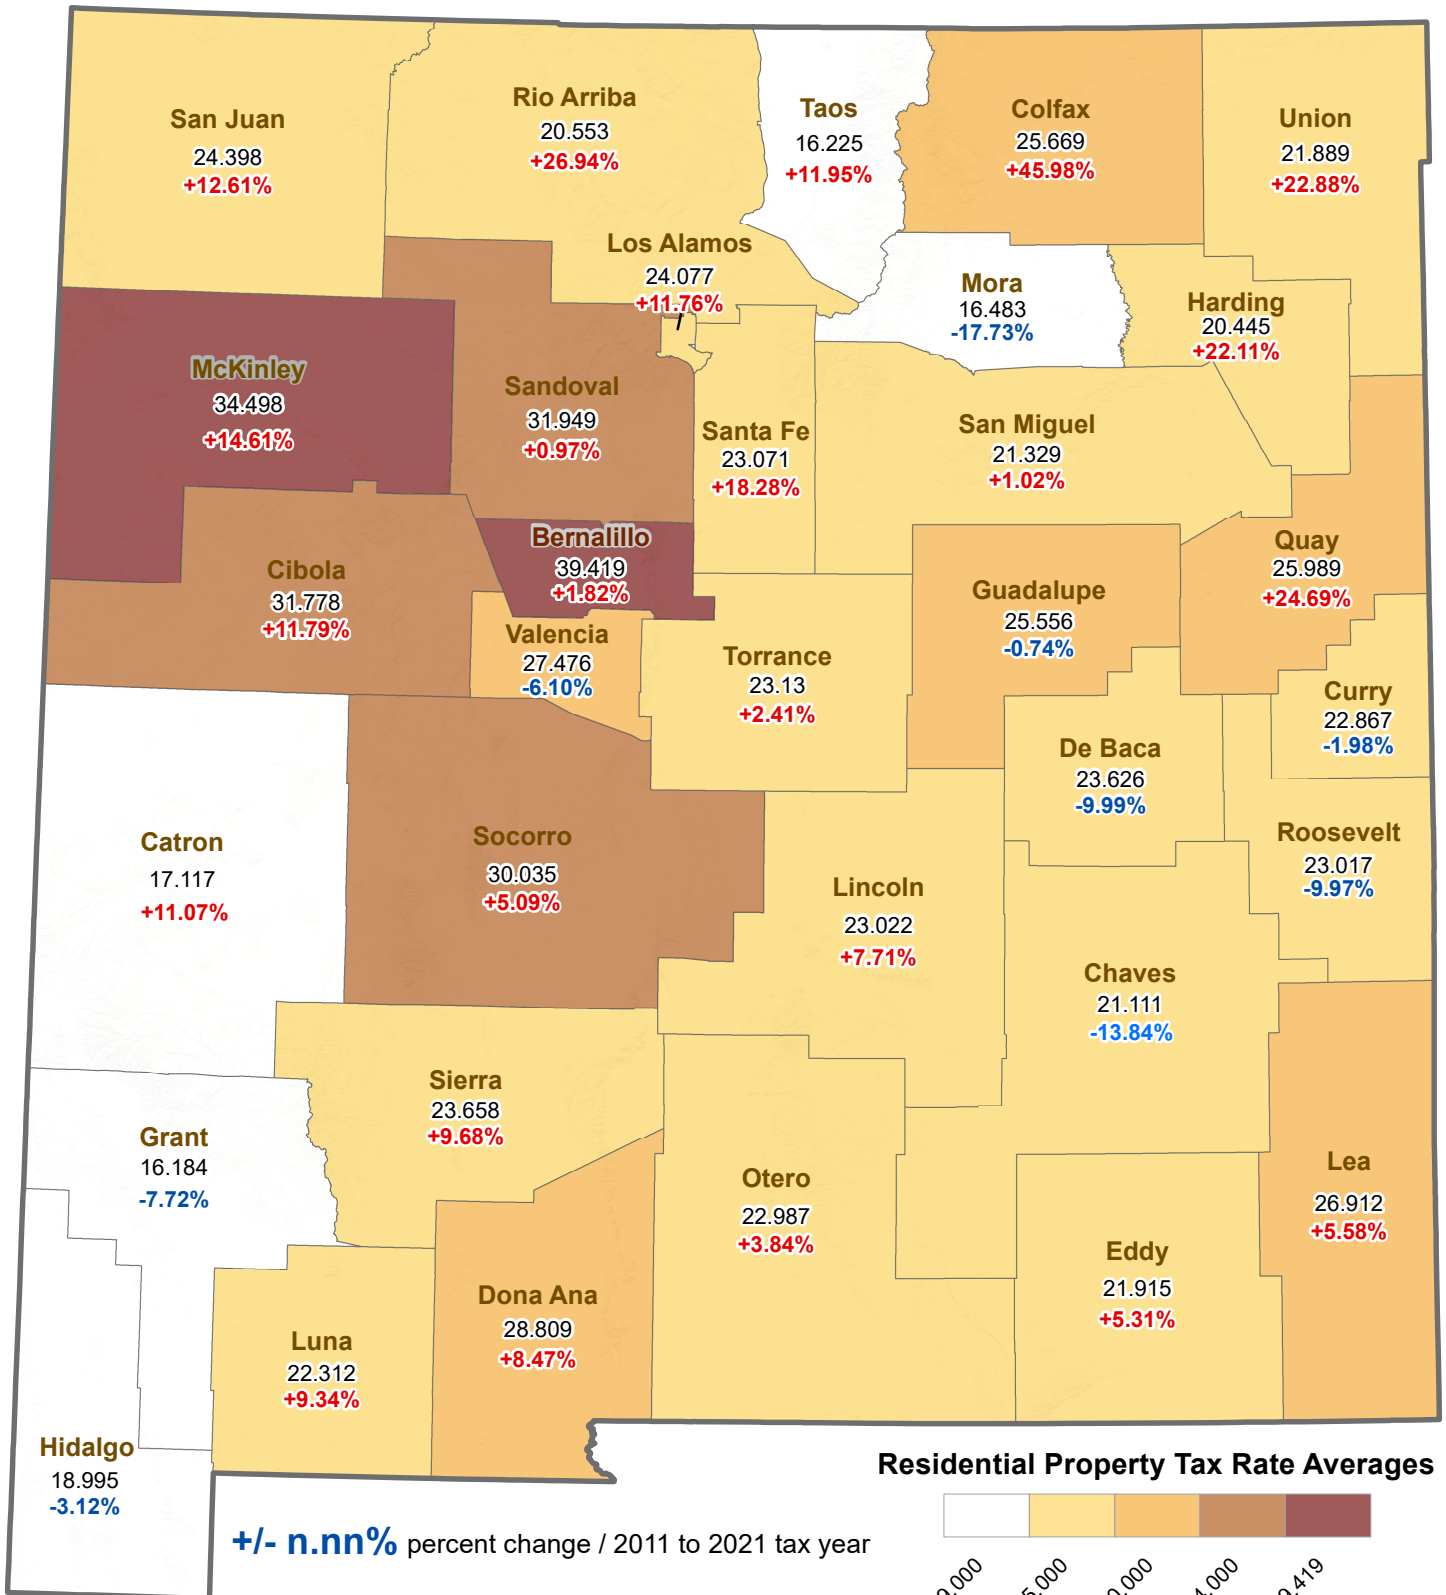 San Juan
24.398
+12.61%
Rio Arriba
20.553
+26.94%
Taos
16.225
+11.95%
Colfax
25.669
+45.98%
Union
21.889
+22.88%
Los Alamos
24.077
+11.76%
Mora
16.483
-17.73%
Harding
20.445
+22.11%
McKinley
34.498
+14.61%
Sandoval
31.949
+0.97%
Santa Fe
23.071
+18.28%
San Miguel
21.329
+1.02%
Quay
25.989
+24.69%
Cibola
31.778
+11.79%
Bernalillo
39.419
+1.82%
Guadalupe
25.556
-0.74%
Valencia
27.476
-6.10%
Torrance
23.13
+2.41%
Curry
22.867
-1.98%
De Baca
23.626
-9.99%
Catron
17.117
+11.07%
Socorro
30.035
+5.09%
Lincoln
23.022
+7.71%
Roosevelt
23.017
-9.97%
Chaves
21.111
-13.84%
Sierra
23.658
+9.68%
Grant
16.184
-7.72%
Otero
22.987
+3.84%
Lea
26.912
+5.58%
Eddy
21.915
+5.31%
Dona Ana
28.809
+8.47%
Luna
22.312
+9.34%
Hidalgo
18.995
-3.12%
Residential Property Tax Rate Averages
+/- n.nn% percent change / 2011 to 2021 tax year